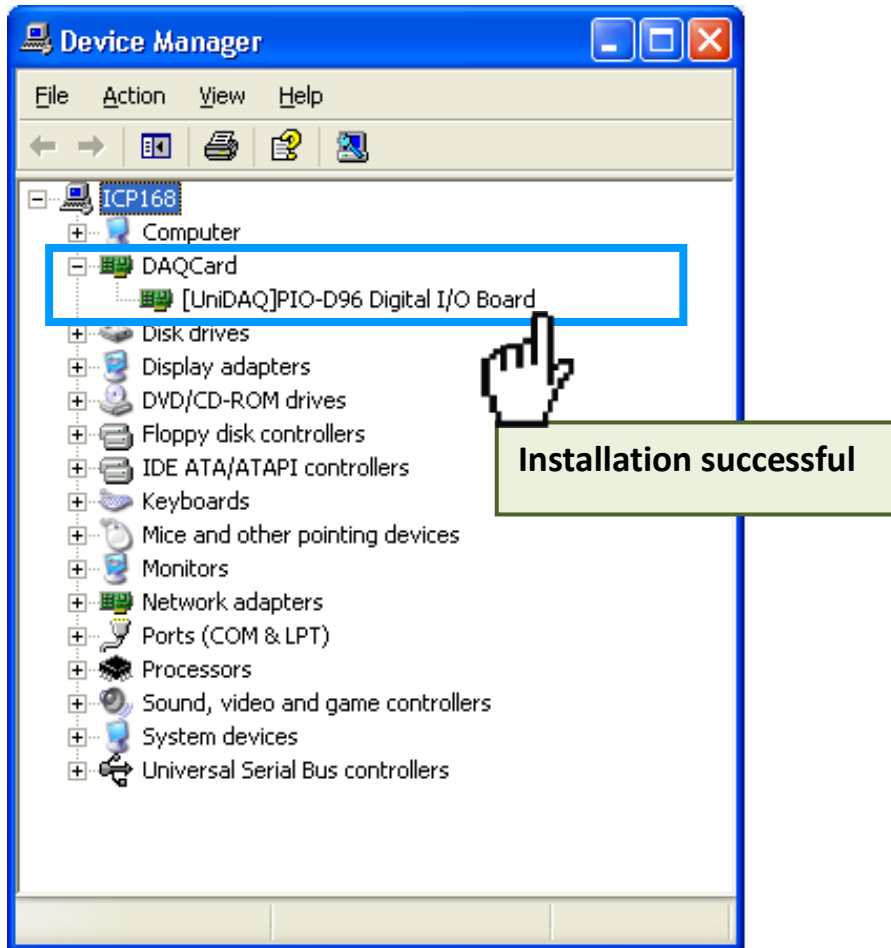 Device Manager
File Action View Help
ICP168
Computer
DAQCard
[UniDAQ]PIO-D96 Digital I/O Board
Disk drives
Display adapters
DVD/CD-ROM drives
Floppy disk controllers
IDE ATA/ATAPI controllers
Installation successful
Keyboards
Mice and other pointing devices
Monitors
Network adapters
Ports (COM & LPT)
Processors
Sound, video and game controllers
System devices
Universal Serial Bus controllers